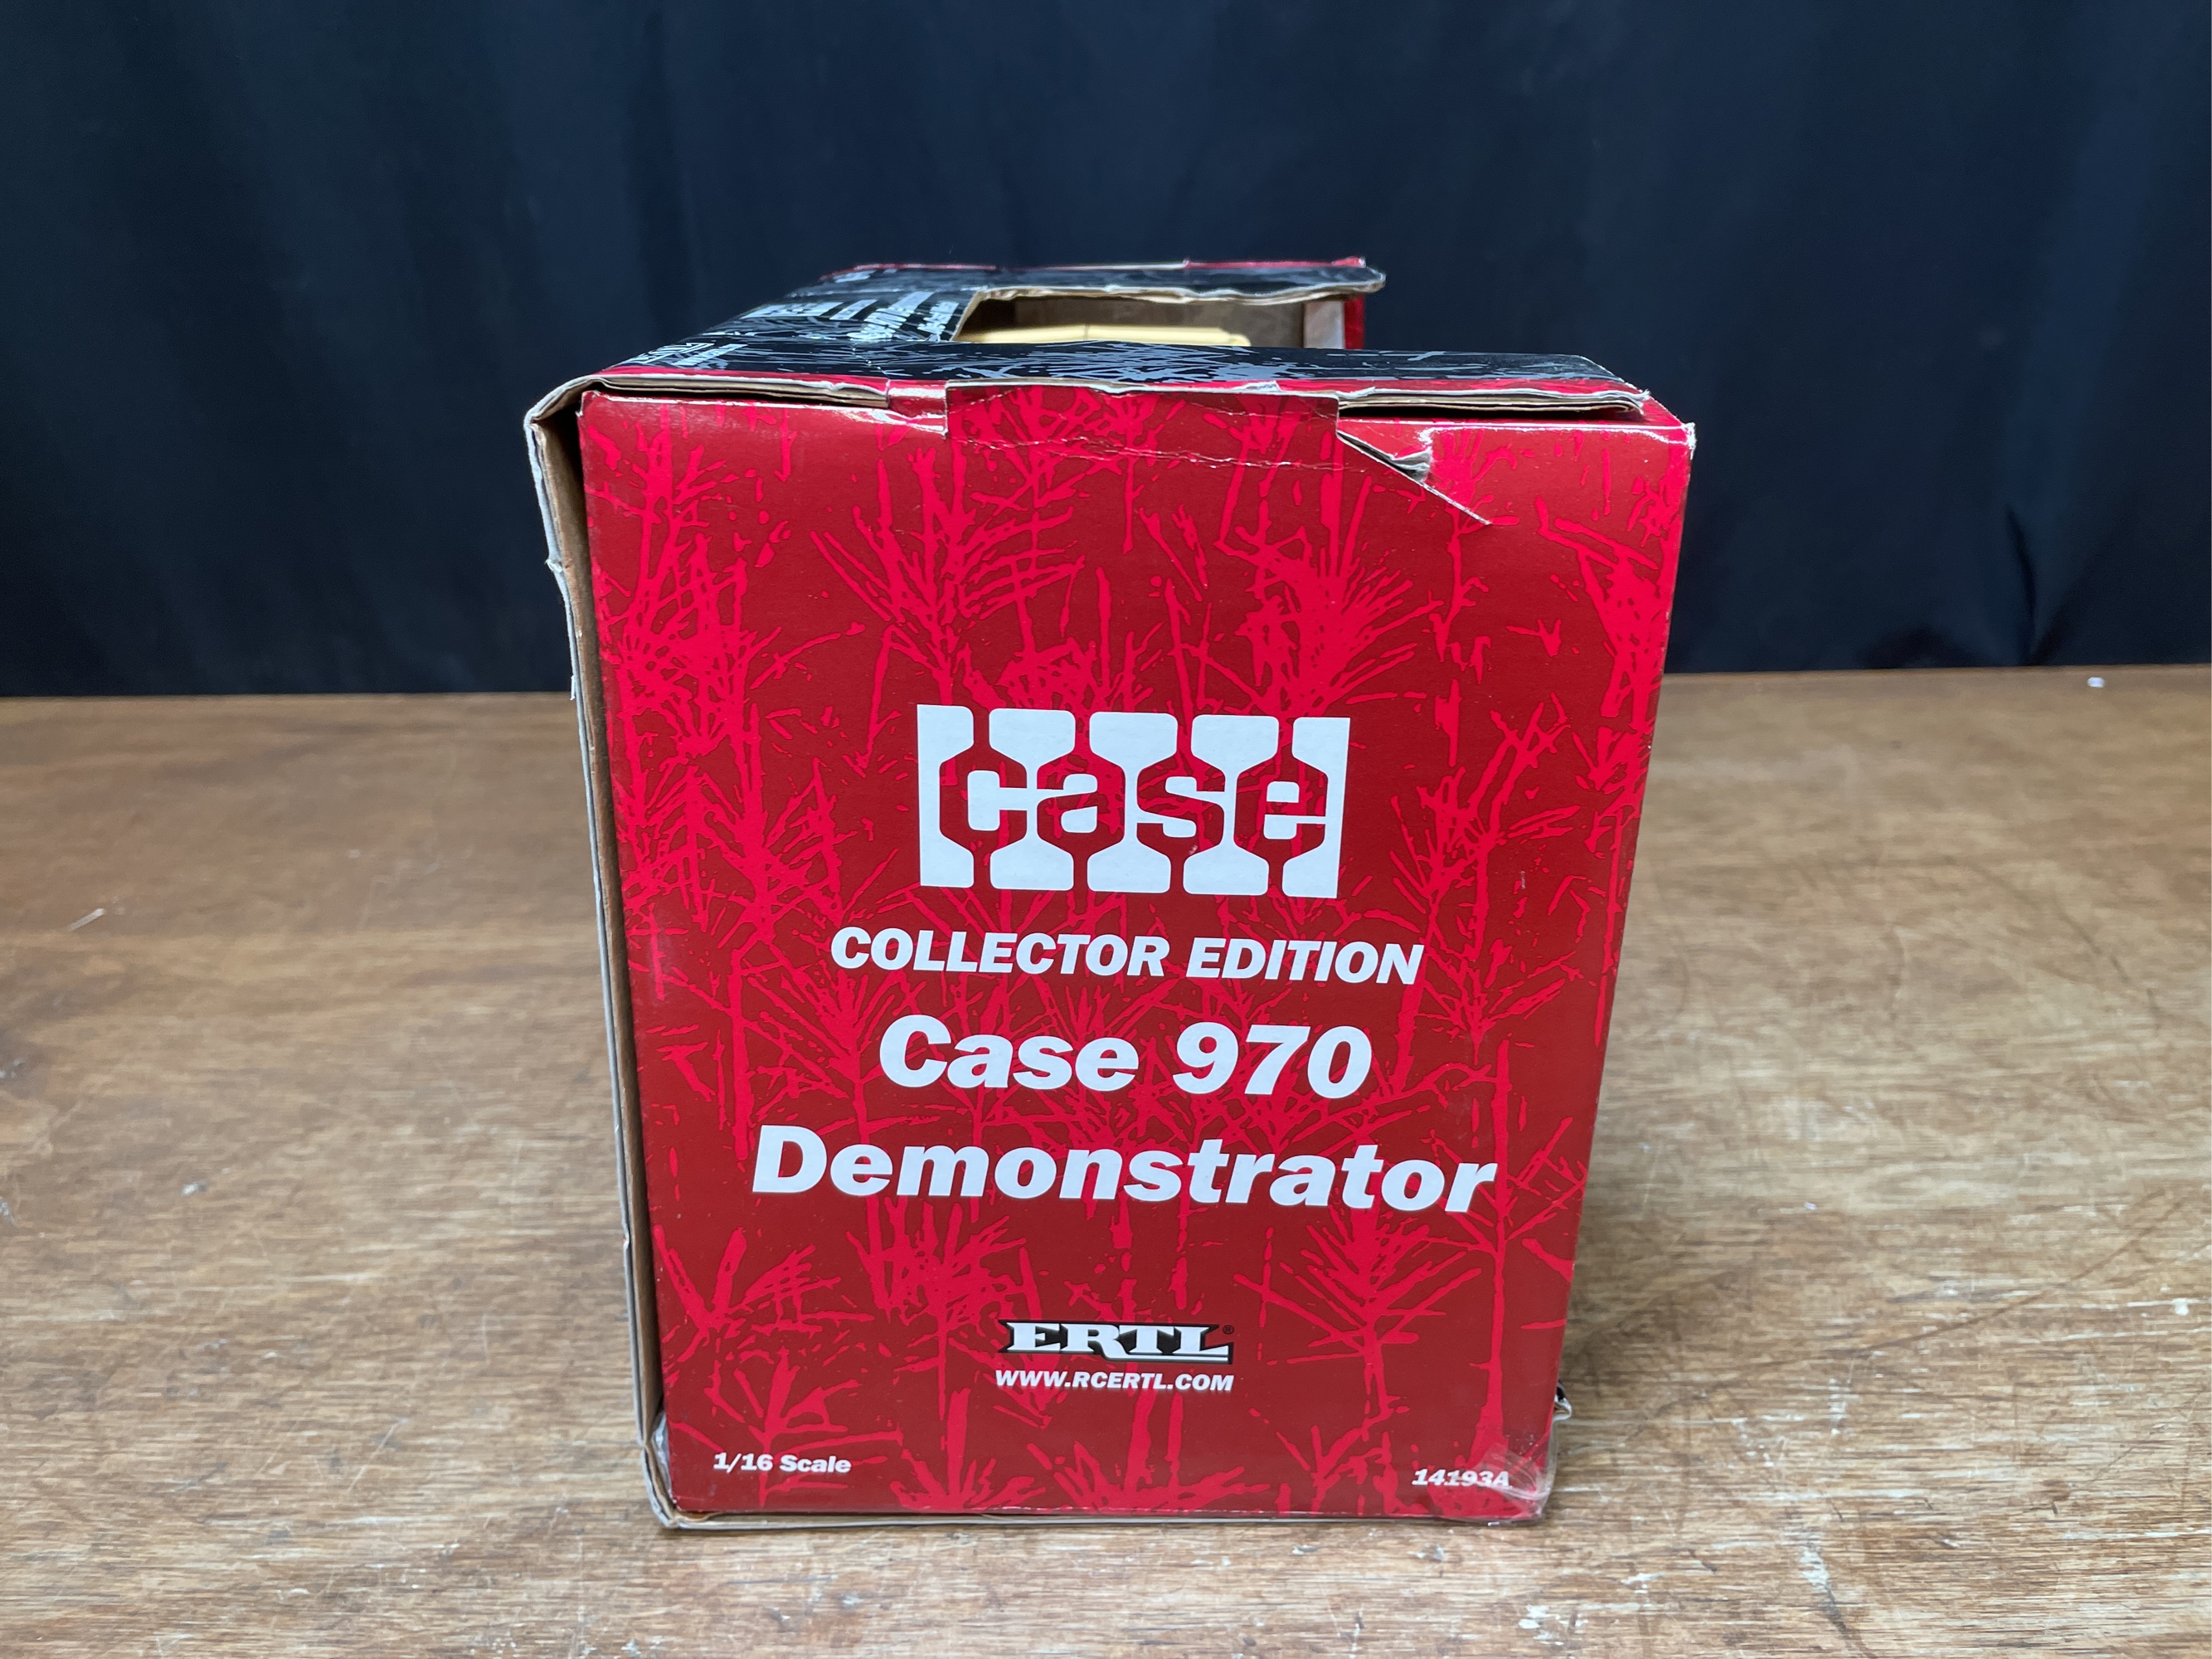 case
COLLECTOR EDITION
Case 970
Demonstrator
ERTL®
WWW.RCERTL.COM
1/16 Scale
14193A